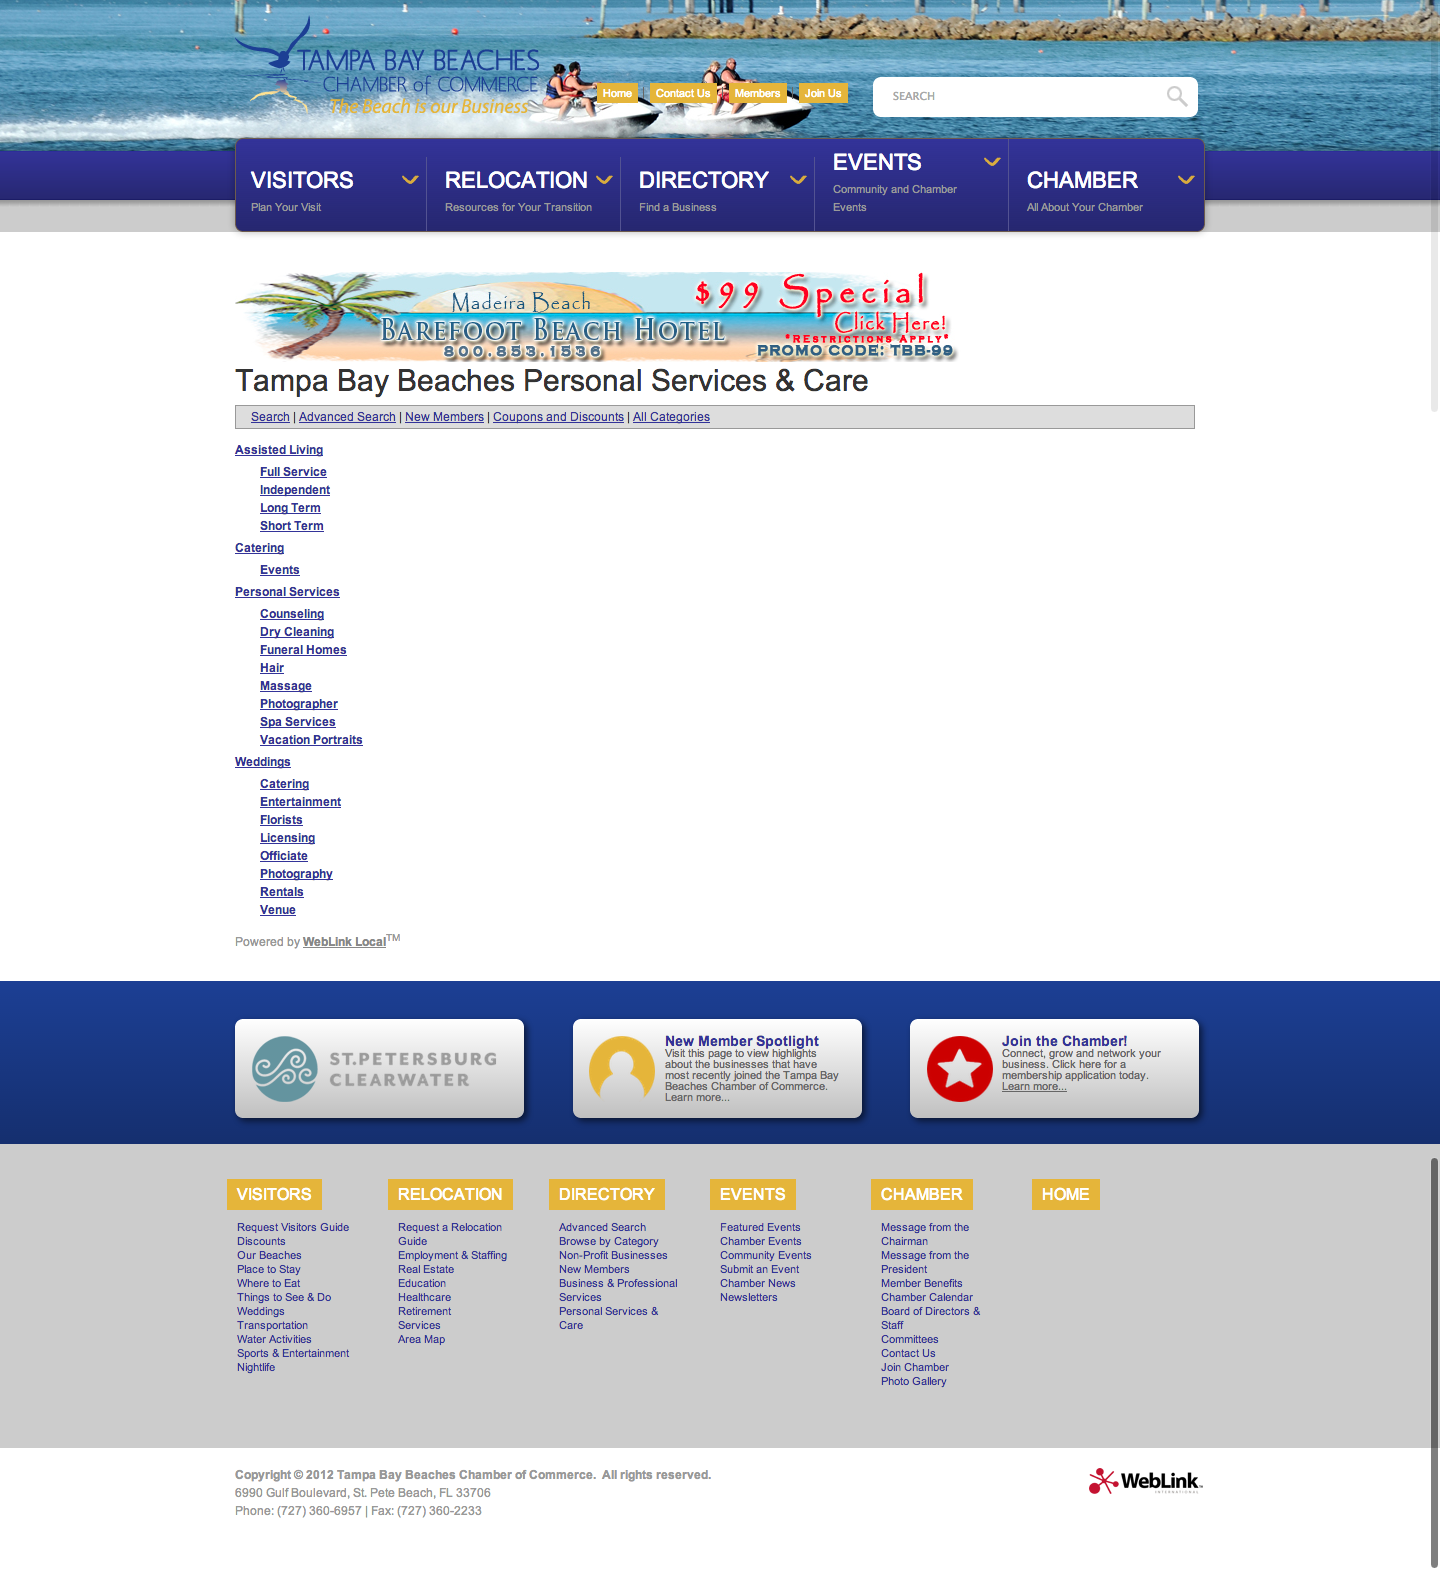 TAMPA BAY BEACHES
CHAMBER of COMMERCE
The Beach is our Business
Home
Contact Us
Members
Join Us
SEARCH
VISITORS
Plan Your Visit
RELOCATION
Resources for Your Transition
DIRECTORY
Find a Business
EVENTS
Community and Chamber
Events
CHAMBER
All About Your Chamber
Madeira Beach
BAREFOOT BEACH HOTEL
800.853.1536
$99 Special
Click Here!
*RESTRICTIONS APPLY*
PROMO CODE: TBB-99
Tampa Bay Beaches Personal Services & Care
Search | Advanced Search | New Members | Coupons and Discounts | All Categories
Assisted Living
Full Service
Independent
Long Term
Short Term
Catering
Events
Personal Services
Counseling
Dry Cleaning
Funeral Homes
Hair
Massage
Photographer
Spa Services
Vacation Portraits
Weddings
Catering
Entertainment
Florists
Licensing
Officiate
Photography
Rentals
Venue
Powered by WebLink Local™
ST.PETERSBURG
CLEARWATER
New Member Spotlight
Visit this page to view highlights
about the businesses that have
most recently joined the Tampa Bay
Beaches Chamber of Commerce.
Learn more...
Join the Chamber!
Connect, grow and network your
business. Click here for a
membership application today.
Learn more...
VISITORS
Request Visitors Guide
Discounts
Our Beaches
Place to Stay
Where to Eat
Things to See & Do
Weddings
Transportation
Water Activities
Sports & Entertainment
Nightlife
RELOCATION
Request a Relocation
Guide
Employment & Staffing
Real Estate
Education
Healthcare
Retirement
Services
Area Map
DIRECTORY
Advanced Search
Browse by Category
Non-Profit Businesses
New Members
Business & Professional
Services
Personal Services &
Care
EVENTS
Featured Events
Chamber Events
Community Events
Submit an Event
Chamber News
Newsletters
CHAMBER
Message from the
Chairman
Message from the
President
Member Benefits
Chamber Calendar
Board of Directors &
Staff
Committees
Contact Us
Join Chamber
Photo Gallery
HOME
Copyright © 2012 Tampa Bay Beaches Chamber of Commerce. All rights reserved.
6990 Gulf Boulevard, St. Pete Beach, FL 33706
Phone: (727) 360-6957 | Fax: (727) 360-2233
WebLink
INTERNATIONAL